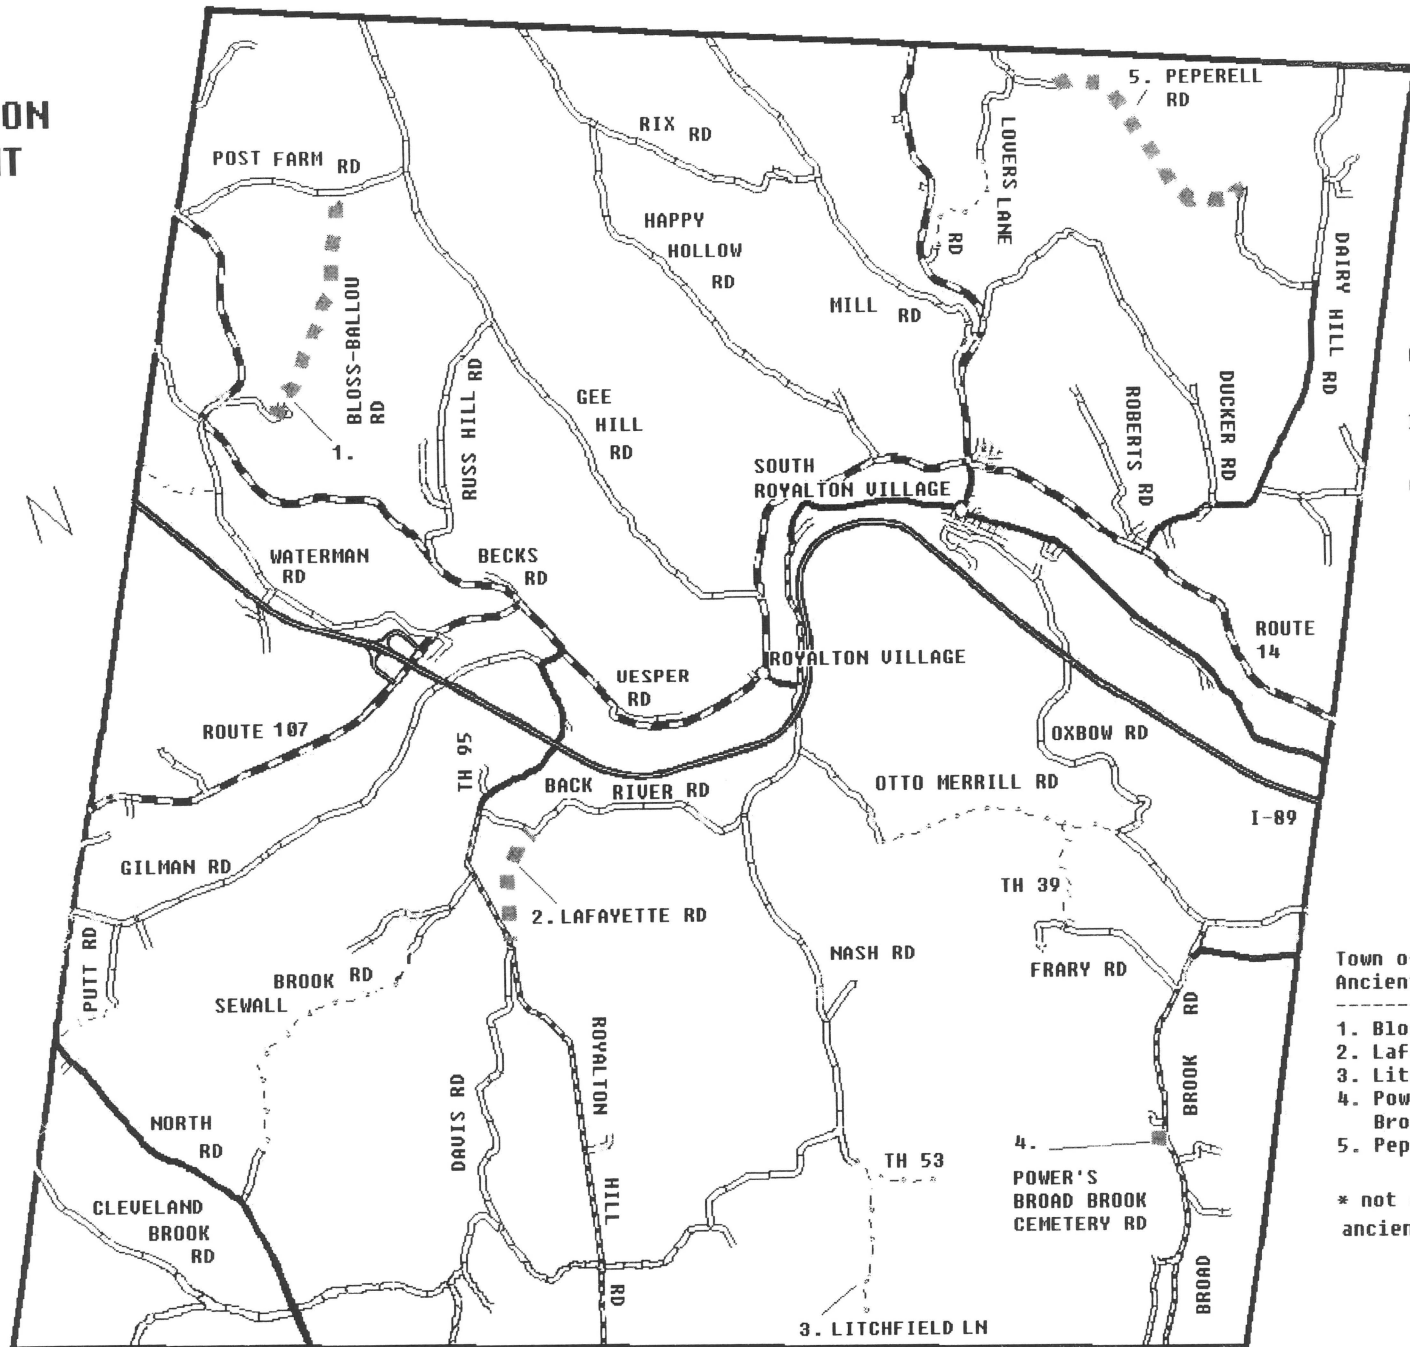 ON
5. PEPERELL
RD
RIX RD
POST FARM RD
LOVERS LANE
RD
HAPPY
HOLLOW
RD
DAIRY HILL RD
MILL RD
BLOSS-BALLOU
RD
1.
RUSS HILL RD
GEE
HILL
RD
ROBERTS RD
DUCKER RD
SOUTH
ROYALTON VILLAGE
N
WATERMAN
RD
BECKS
RD
ROUTE
14
ROYALTON VILLAGE
VESPER
RD
ROUTE 107
TH 95
OXBOW RD
BACK RIVER RD
OTTO MERRILL RD
I-89
GILMAN RD
TH 39
2. LAFAYETTE RD
PUTT RD
NASH RD
FRARY RD
BROOK RD
SEWALL
ROYALTON HILL RD
DAVIS RD
NORTH
RD
BROAD BROOK RD
4.
POWER'S
BROAD BROOK
CEMETERY RD
TH 53
CLEVELAND
BROOK
RD
3. LITCHFIELD LN
Town o
Ancien
--------
1. Blo
2. Laf
3. Lit
4. Pow
Bro
5. Pep
* not
ancien